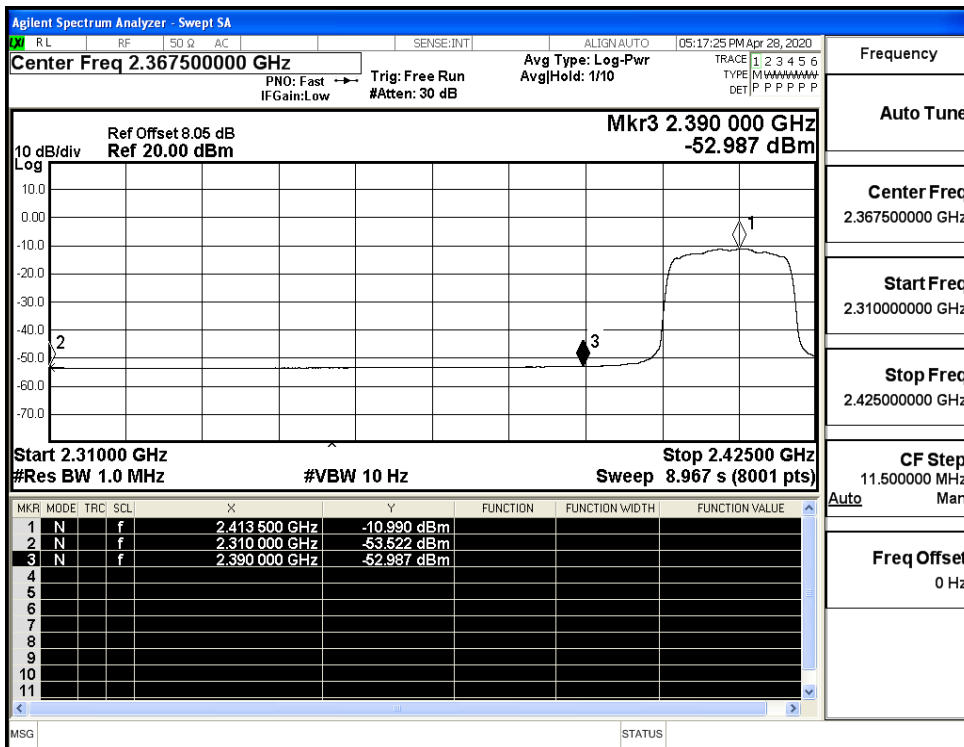 Agilent Spectrum Analyzer - Swept SA
LXI RL RF 50 Ω AC SENSE:INT ALIGNAUTO 05:17:25 PM Apr 28, 2020
Center Freq 2.367500000 GHz
PNO: Fast
IFGain:Low
Trig: Free Run
#Atten: 30 dB
Avg Type: Log-Pwr
Avg|Hold: 1/10
TRACE 1 2 3 4 5 6
TYPE M WWWWW
DET P P P P P P
Ref Offset 8.05 dB
Ref 20.00 dBm
10 dB/div
Log
Mkr3 2.390 000 GHz
-52.987 dBm
10.0
0.00
-10.0
-20.0
-30.0
-40.0
-50.0
-60.0
-70.0
1
2
3
Start 2.31000 GHz Stop 2.42500 GHz
#Res BW 1.0 MHz #VBW 10 Hz Sweep 8.967 s (8001 pts)
MKR MODE TRC SCL X Y FUNCTION FUNCTION WIDTH FUNCTION VALUE
1 N f 2.413 500 GHz -10.990 dBm
2 N f 2.310 000 GHz -53.522 dBm
3 N f 2.390 000 GHz -52.987 dBm
4
5
6
7
8
9
10
11
MSG STATUS
Frequency
Auto Tune
Center Freq
2.367500000 GHz
Start Freq
2.310000000 GHz
Stop Freq
2.425000000 GHz
CF Step
11.500000 MHz
Auto Man
Freq Offset
0 Hz